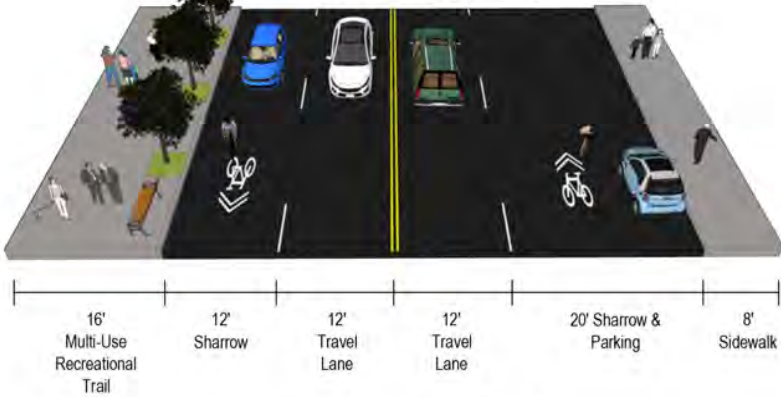 16'
Multi-Use
Recreational
Trail
12'
Sharrow
12'
Travel
Lane
12'
Travel
Lane
20' Sharrow &
Parking
8'
Sidewalk